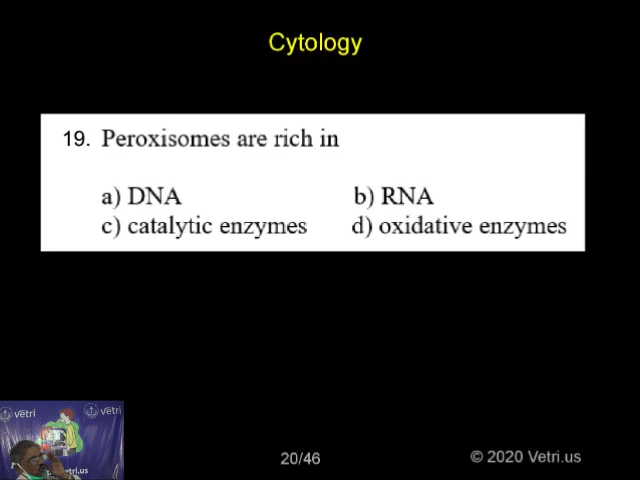 Cytology
19. Peroxisomes are rich in
a) DNA b) RNA
c) catalytic enzymes d) oxidative enzymes
vetri vetri
20/46 © 2020 Vetri.us